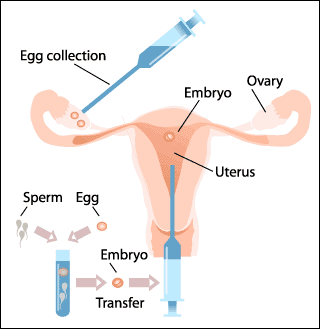 Egg collection
Ovary
Embryo
Uterus
Sperm Egg
Embryo
Transfer